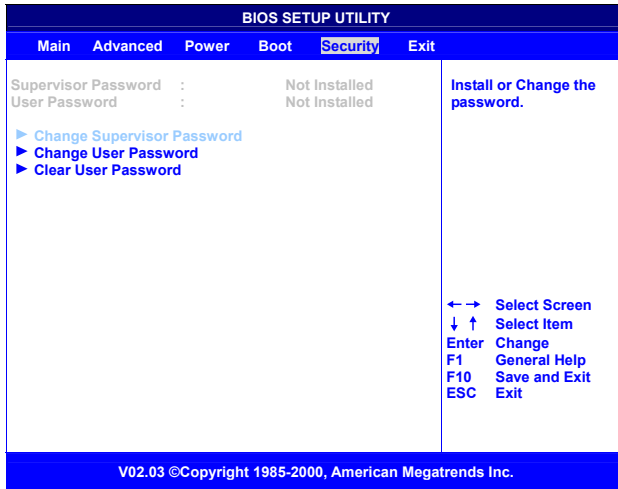 BIOS SETUP UTILITY
Main Advanced Power Boot Security Exit
Supervisor Password : Not Installed
User Password : Not Installed
▶ Change Supervisor Password
▶ Change User Password
▶ Clear User Password
Install or Change the
password.
←→ Select Screen
↓ ↑ Select Item
Enter Change
F1 General Help
F10 Save and Exit
ESC Exit
V02.03 ©Copyright 1985-2000, American Megatrends Inc.